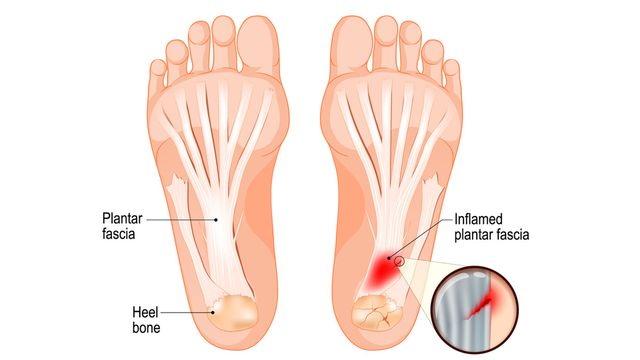 Plantar
fascia
Heel
bone
Inflamed
plantar fascia